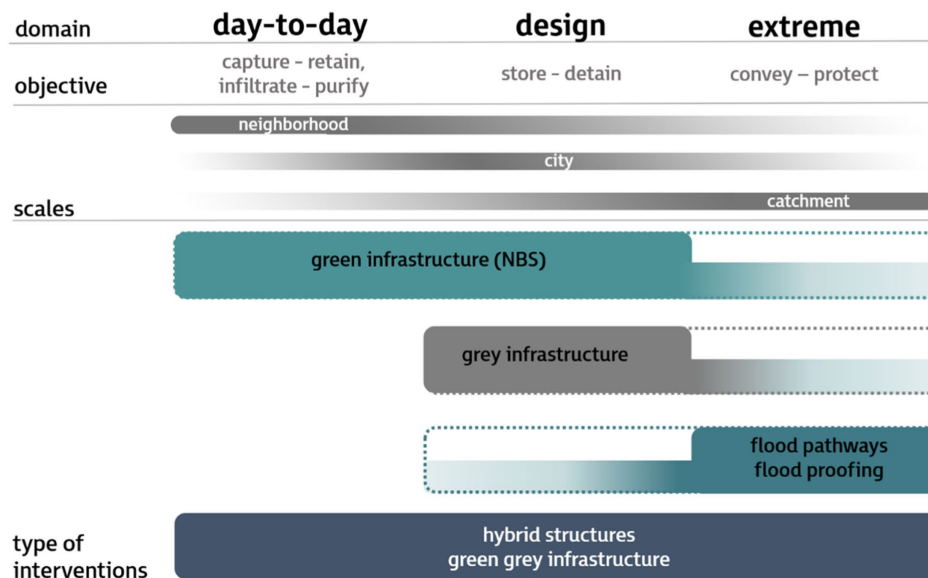 domain day-to-day design extreme
objective capture - retain, infiltrate - purify store - detain convey – protect
neighborhood
city
catchment
scales
green infrastructure (NBS)
grey infrastructure
flood pathways
flood proofing
type of interventions
hybrid structures
green grey infrastructure